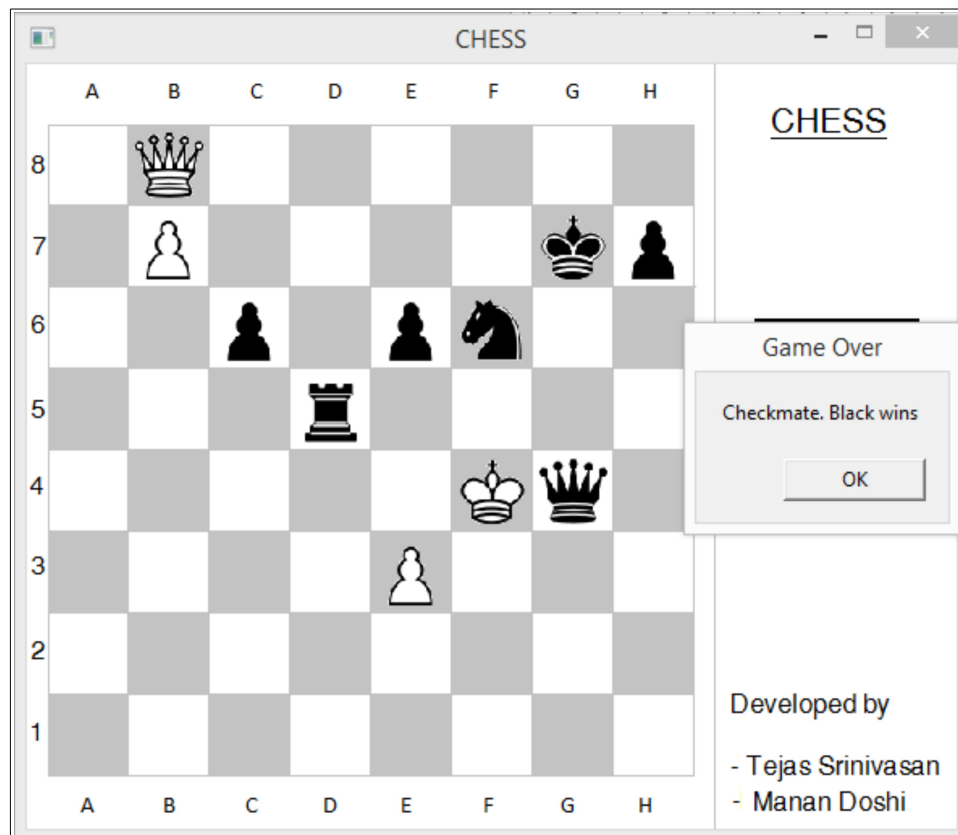 CHESS
A B C D E F G H
CHESS
8
7
6
Game Over
Checkmate. Black wins
5
OK
4
3
2
1
Developed by
- Tejas Srinivasan
- Manan Doshi
A B C D E F G H